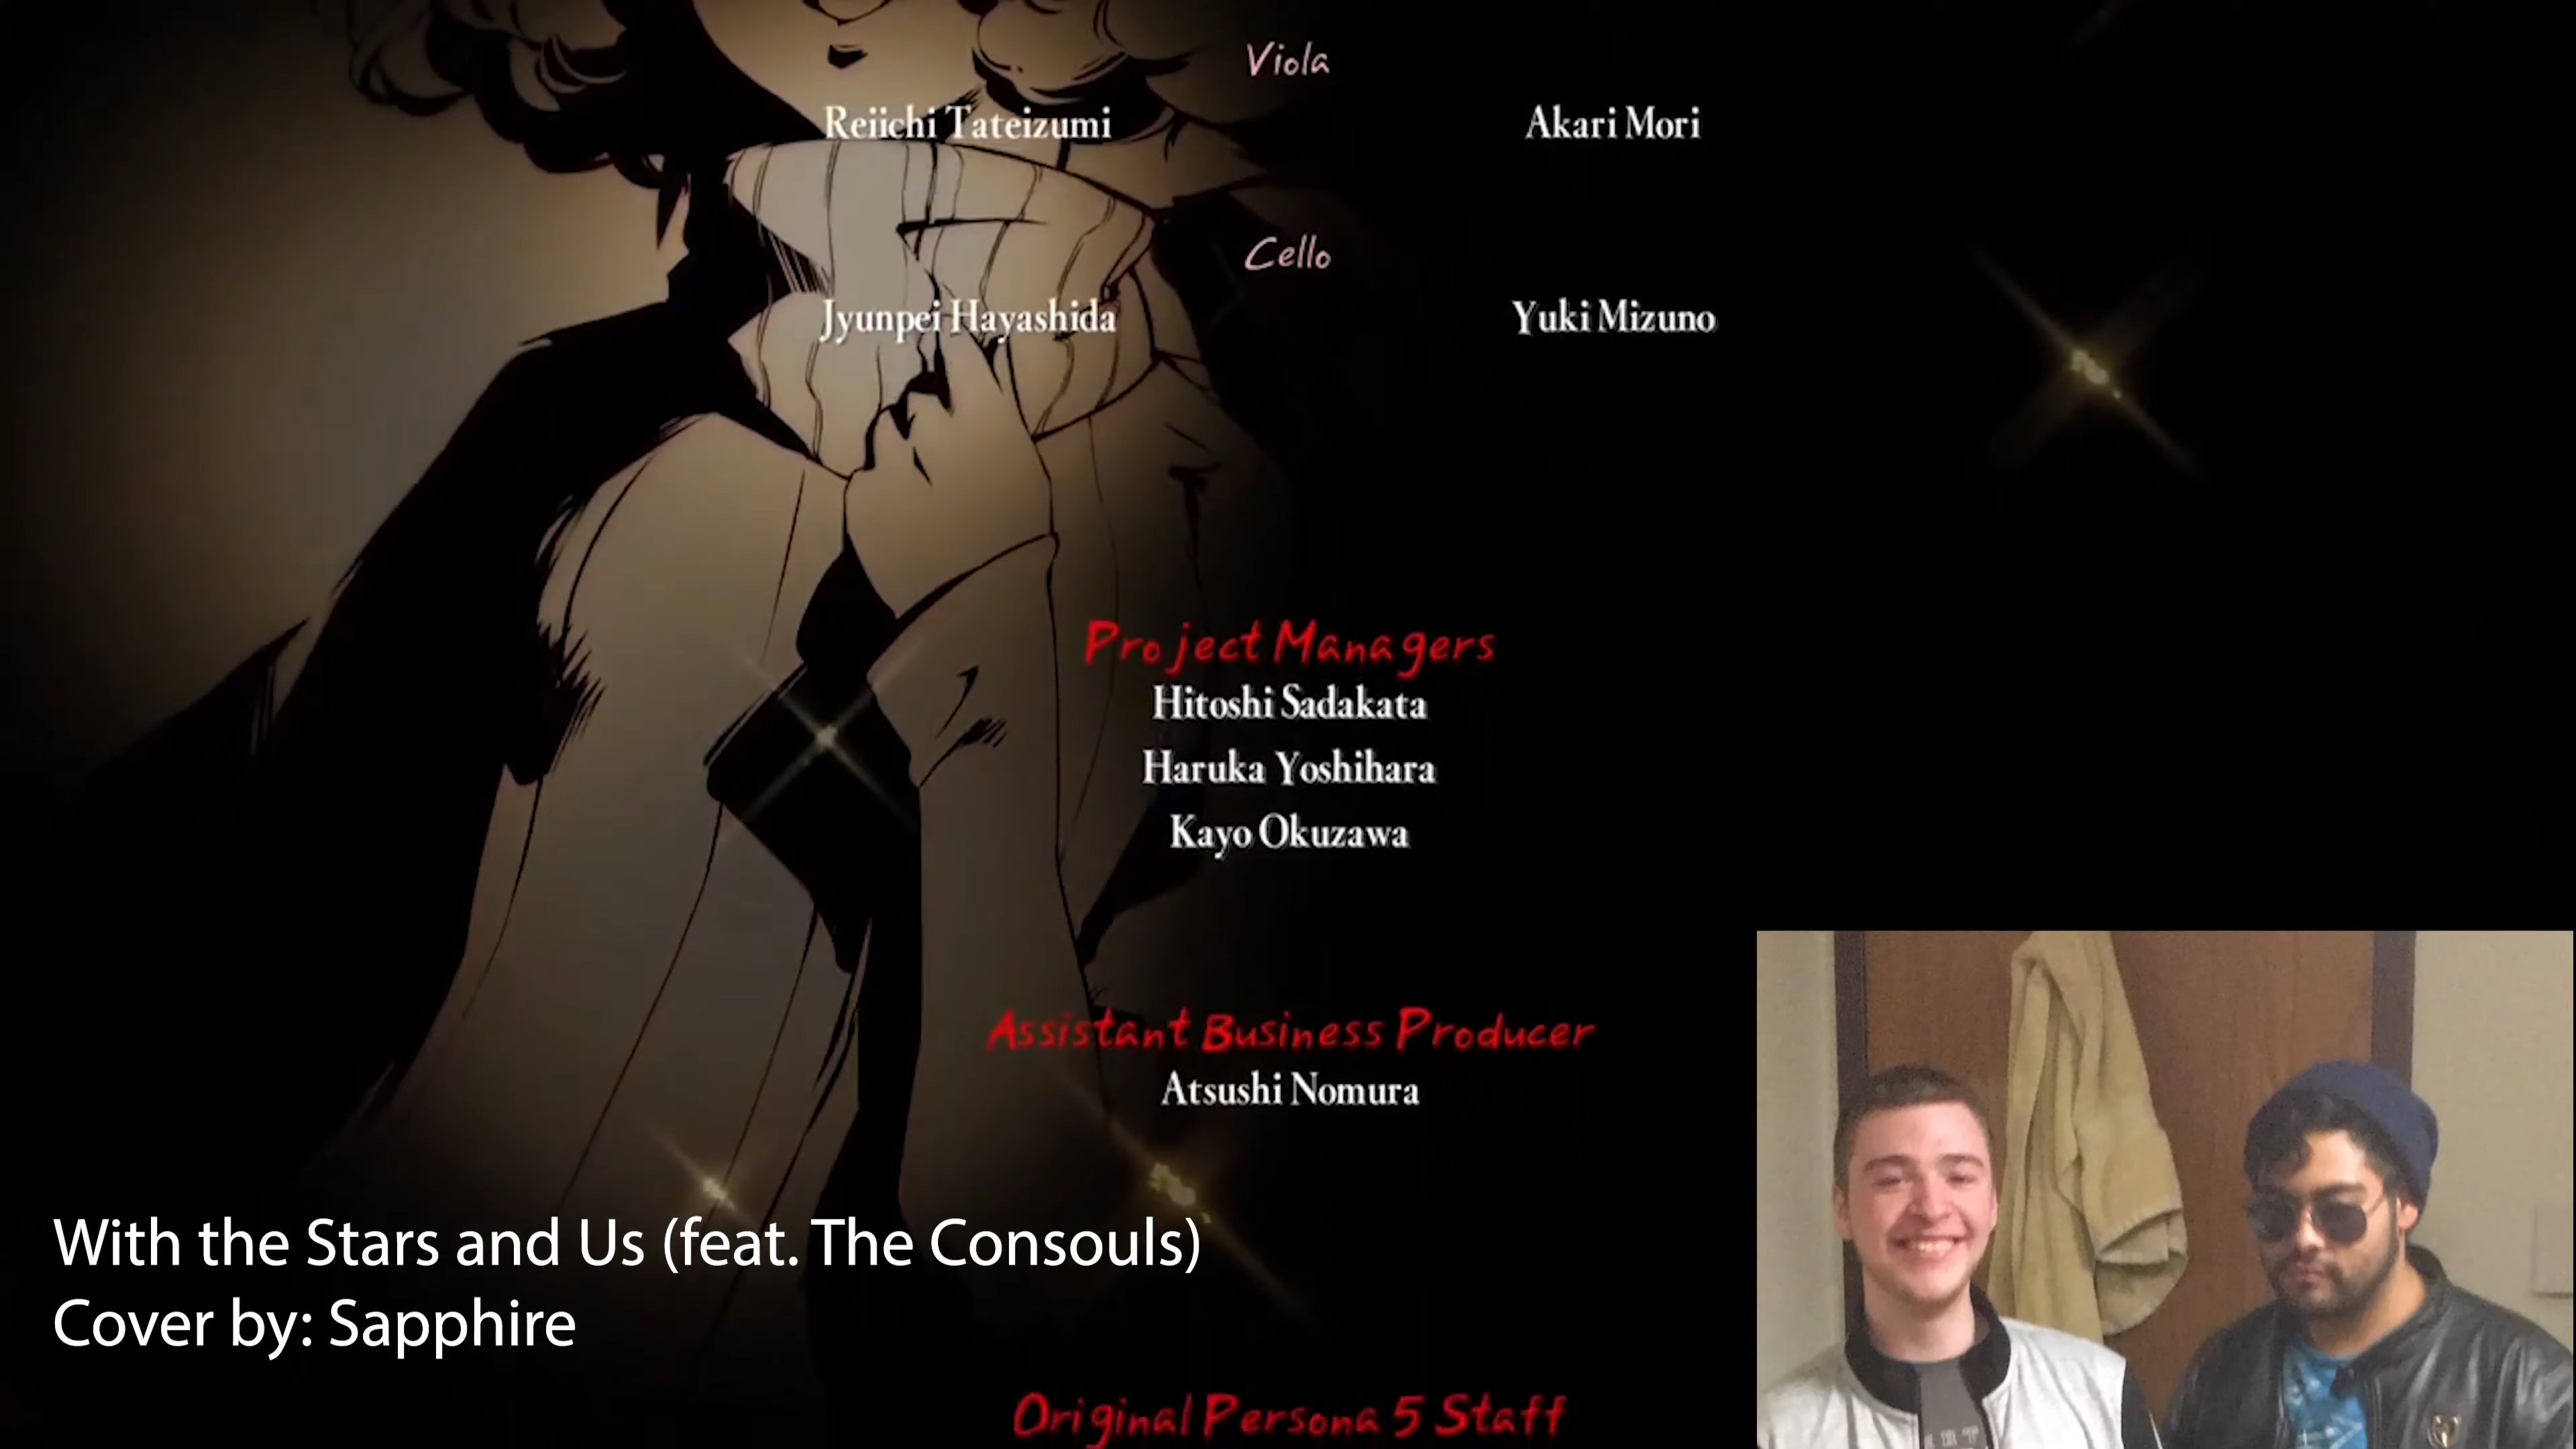 Viola
Reiichi Tateizumi Akari Mori
Cello
Jyunpei Hayashida Yuki Mizuno
Project Managers
Hitoshi Sadakata
Haruka Yoshihara
Kayo Okuzawa
Assistant Business Producer
Atsushi Nomura
With the Stars and Us (feat. The Consouls)
Cover by: Sapphire
Original Persona 5 Staff